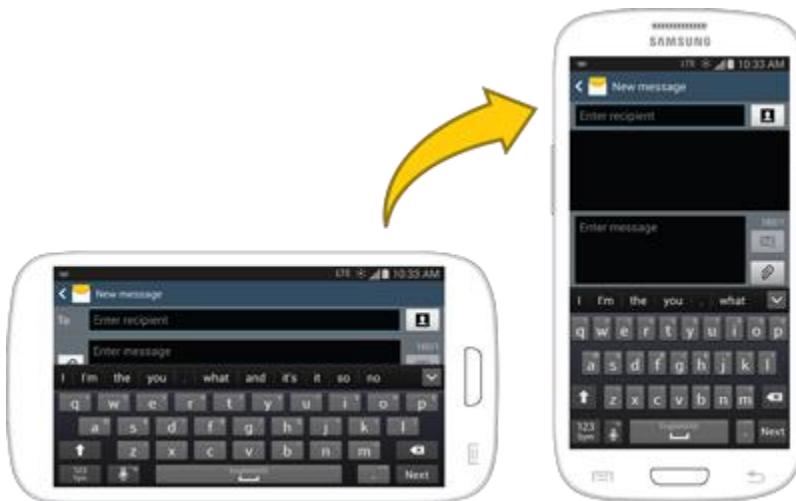 SAMSUNG
LTE 10:33 AM
New message
Enter recipient
Enter message
I I'm the you . what
q w e r t y u i o p
a s d f g h j k l
z x c v b n m
123
Sym
. Next
LTE 10:33 AM
New message
To Enter recipient
Enter message
I I'm the you . what and it's it so no
q w e r t y u i o p
a s d f g h j k l
z x c v b n m
123
Sym
. Next